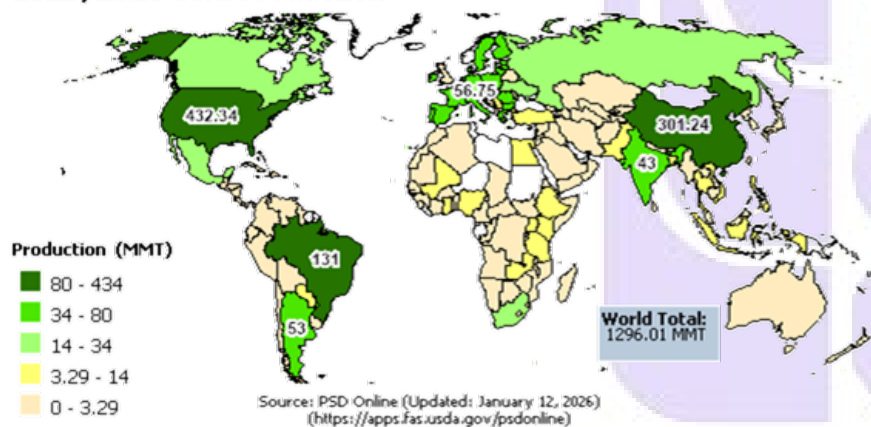 56.75
432.34
301.24
43
131
53
Production (MMT)
80 - 434
34 - 80
14 - 34
3.29 - 14
0 - 3.29
World Total:
1296.01 MMT
Source: PSD Online (Updated: January 12, 2026)
(https://apps.fas.usda.gov/psdonline)